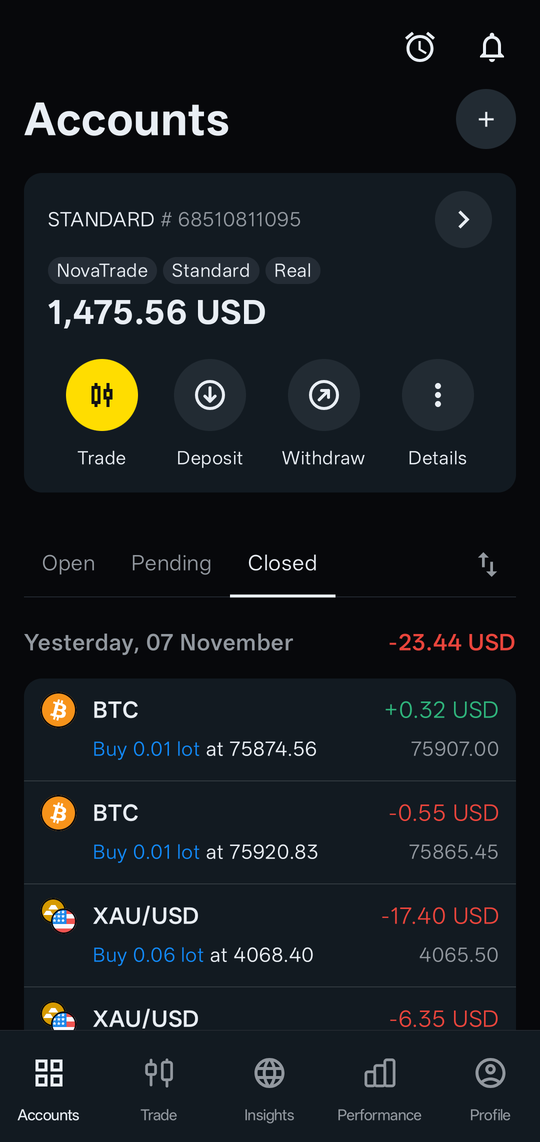 Accounts
STANDARD # 68510811095
NovaTrade Standard Real
1,475.56 USD
Trade Deposit Withdraw Details
Open Pending Closed
Yesterday, 07 November -23.44 USD
BTC +0.32 USD
Buy 0.01 lot at 75874.56 75907.00
BTC -0.55 USD
Buy 0.01 lot at 75920.83 75865.45
XAU/USD -17.40 USD
Buy 0.06 lot at 4068.40 4065.50
XAU/USD -6.35 USD
Accounts Trade Insights Performance Profile